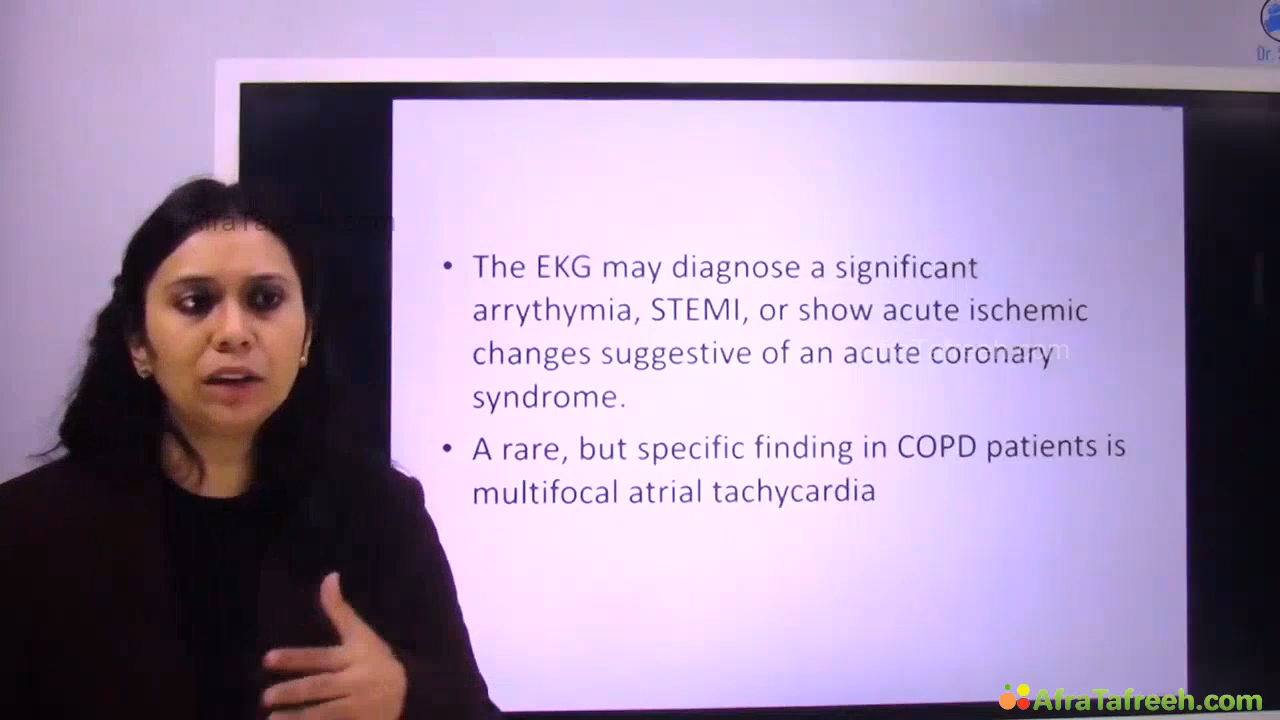 Dr.
• The EKG may diagnose a significant
arrythymia, STEMI, or show acute ischemic
changes suggestive of an acute coronary
syndrome.
• A rare, but specific finding in COPD patients is
multifocal atrial tachycardia
AfraTafreeh.com